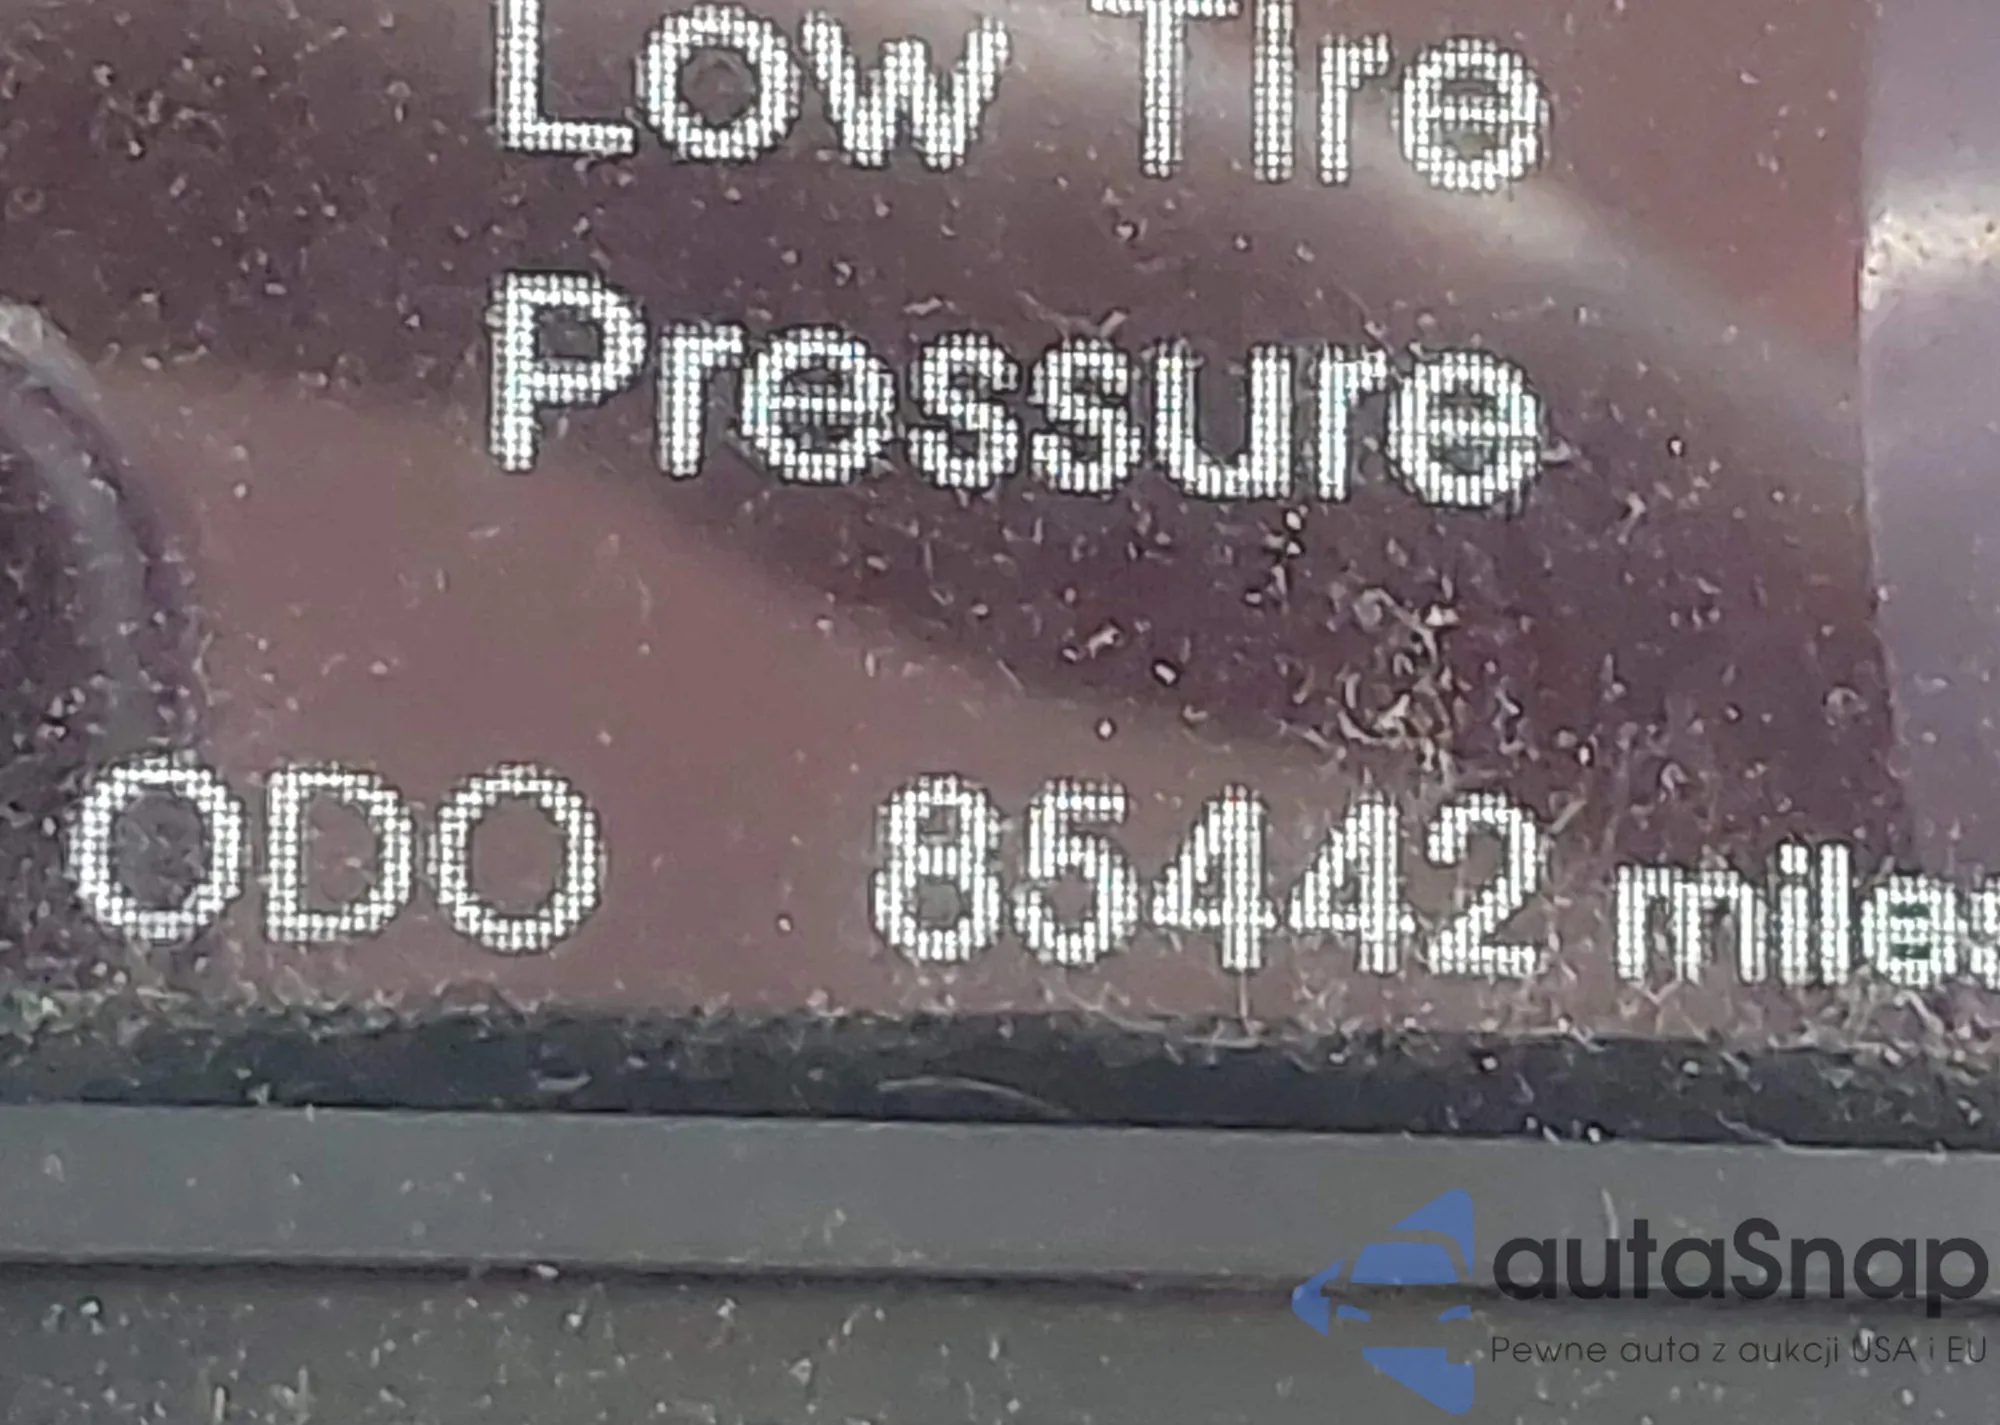 Low Tire
Pressure
ODO 85442 miles
autaSnap
Pewne auta z aukcji USA i EU